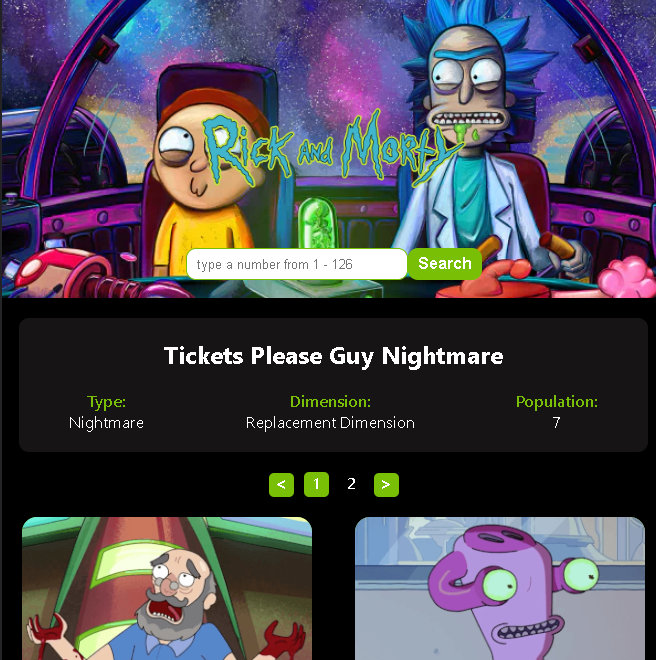 Rick and Morty
type a number from 1 - 126
Search
Tickets Please Guy Nightmare
Type: Dimension: Population:
Nightmare Replacement Dimension 7
< 1 2 >